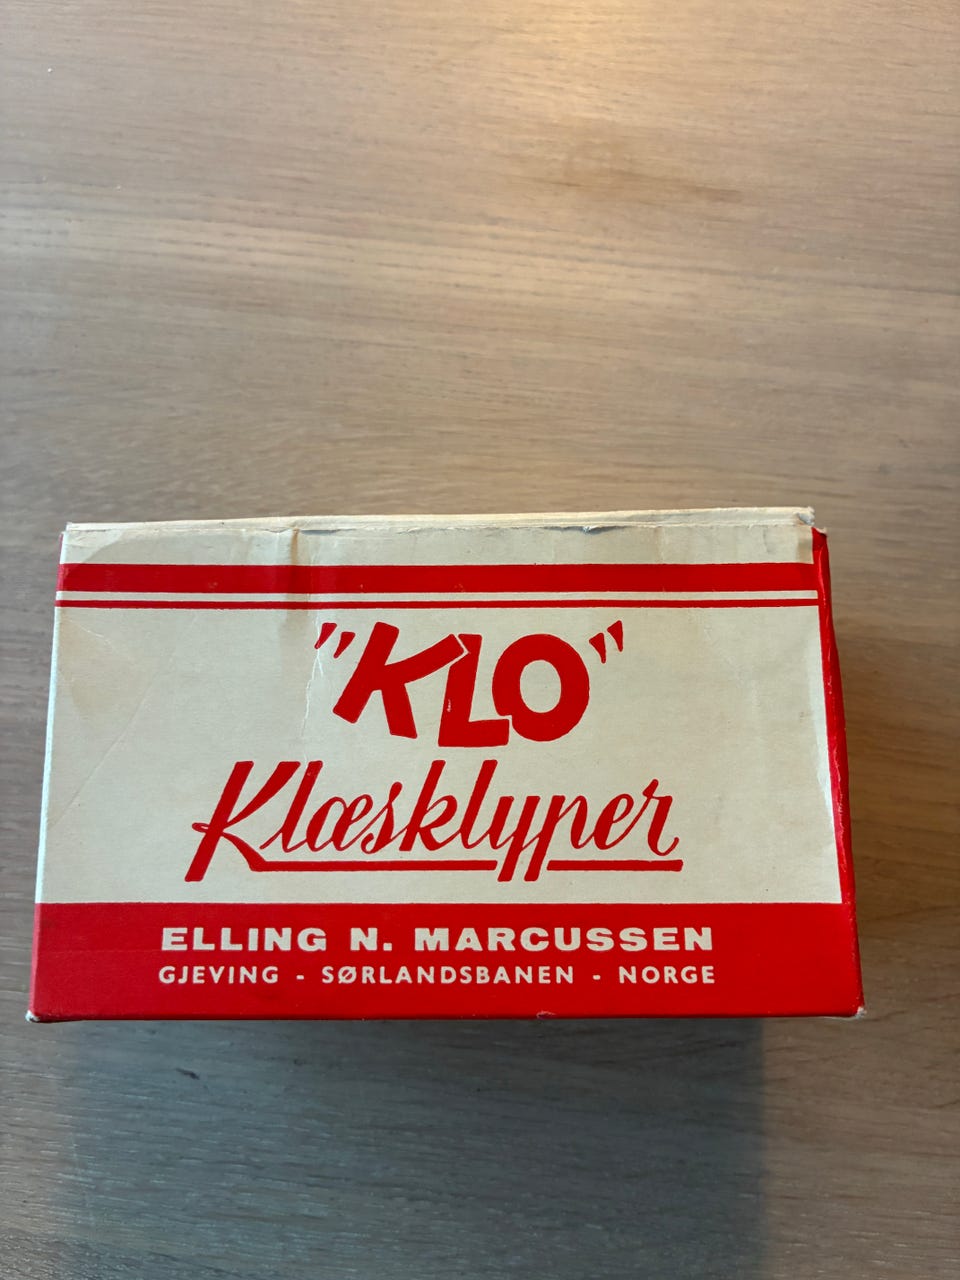 "KLO"
Klæsklyper
ELLING N. MARCUSSEN
GJEVING - SØRLANDSBANEN - NORGE